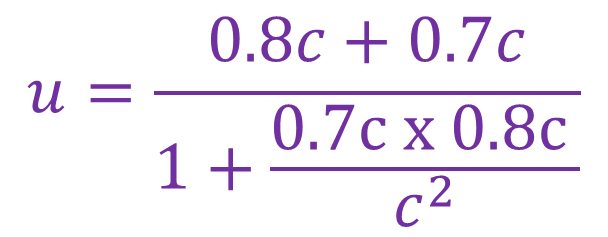 u = (0.8c + 0.7c) / (1 + (0.7c x 0.8c) / c²)